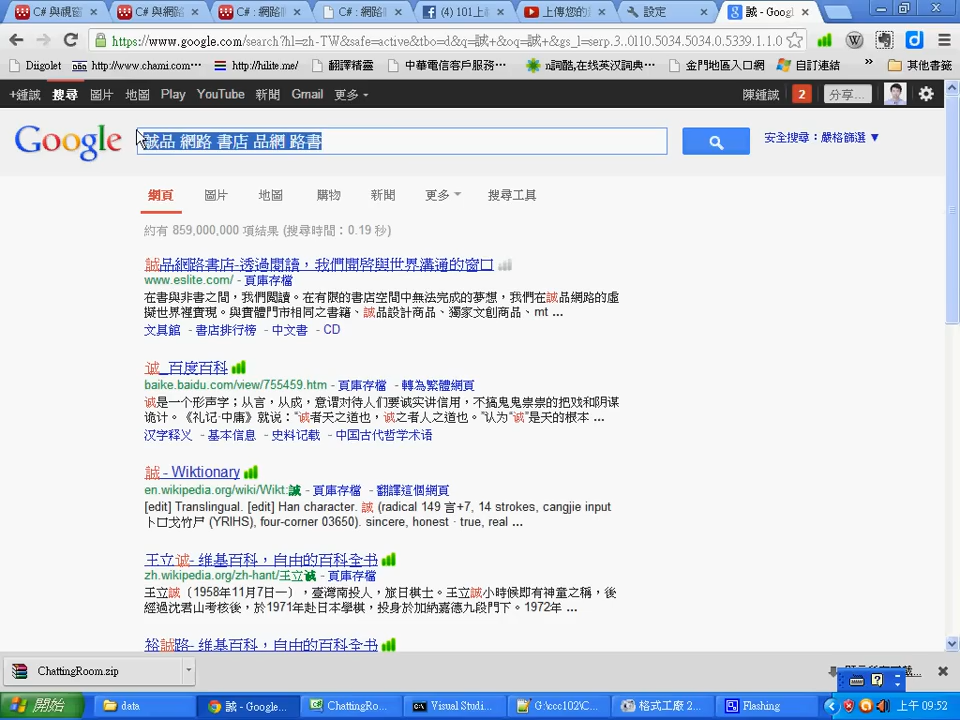 C# 與視窗
C# 與網路
C# : 網路
C# : 網路
(4) 101上
上傳您的
設定
誠 - Googl
https://www.google.com/search?hl=zh-TW&safe=active&tbo=d&q=誠+&oq=誠+&gs_l=serp.3..0l10.5034.5034.0.5339.1.1.0
Diigolet
http://www.chami.com…
http://hilite.me/
翻譯精靈
中華電信客戶服務…
n詞酷,在线英汉詞典…
金門地區入口網
自訂連結
»
其他書籤
+鍾誠 搜尋 圖片 地圖 Play YouTube 新聞 Gmail 更多
陳鍾誠 2 分享...
Google
誠品 網路 書店 品網 路書
安全搜尋：嚴格篩選 ▼
網頁 圖片 地圖 購物 新聞 更多 搜尋工具
約有 859,000,000 項結果 (搜尋時間：0.19 秒)
誠品網路書店-透過閱讀，我們開啓與世界溝通的窗口
www.eslite.com/ - 頁庫存檔
在書與非書之間，我們閱讀。在有限的書店空間中無法完成的夢想，我們在誠品網路的虛
擬世界裡實現。與實體門市相同之書籍、誠品設計商品、獨家文創商品、mt ...
文具館 - 書店排行榜 - 中文書 - CD
诚_百度百科
baike.baidu.com/view/755459.htm - 頁庫存檔 - 轉為繁體網頁
诚是一个形声字；从言，从成，意谓对待人们要诚实讲信用，不搞鬼鬼祟祟的把戏和阴谋
诡计。《礼记·中庸》就说：“诚者天之道也，诚之者人之道也。”认为“诚”是天的根本 ...
汉字释义 - 基本信息 - 史料记载 - 中国古代哲学术语
誠 - Wiktionary
en.wikipedia.org/wiki/Wikt:誠 - 頁庫存檔 - 翻譯這個網頁
[edit] Translingual. [edit] Han character. 誠 (radical 149 言+7, 14 strokes, cangjie input
卜口戈竹尸 (YRIHS), four-corner 03650). sincere, honest · true, real ...
王立诚- 维基百科，自由的百科全书
zh.wikipedia.org/zh-hant/王立誠 - 頁庫存檔
王立誠（1958年11月7日－），臺灣南投人，旅日棋士。王立誠小時候即有神童之稱，後
經過沈君山考核後，於1971年赴日本學棋，投身於加納嘉德九段門下。1972年 ...
裕誠路- 维基百科，自由的百科全书
ChattingRoom.zip
開始
data
誠 - Google...
ChattingRo...
Visual Studi...
G:\ccc102\C...
格式工廠 2...
Flashing
上午 09:52